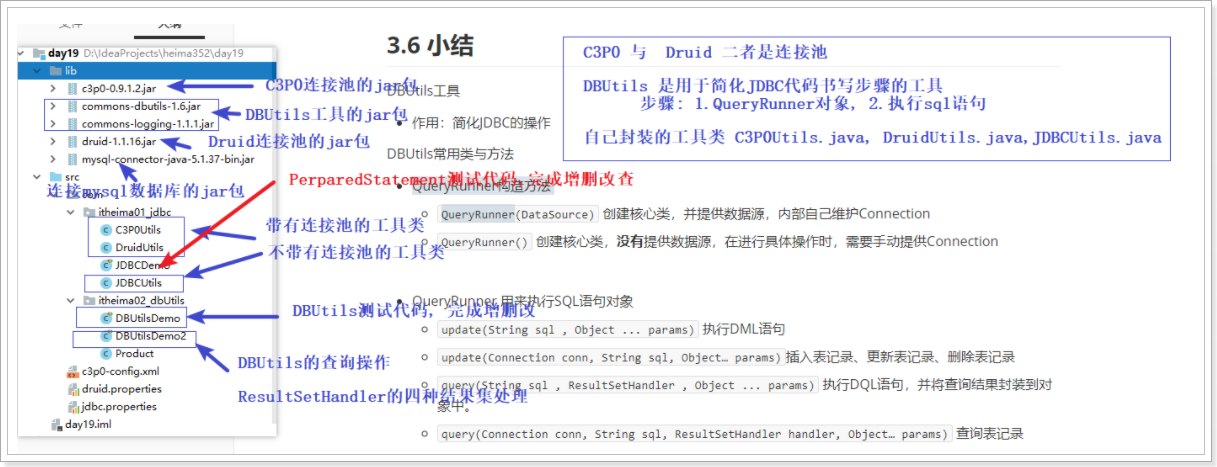 3.6 小结
C3P0 与 Druid 二者是连接池
DBUtils 是用于简化JDBC代码书写步骤的工具
步骤: 1.QueryRunner对象, 2.执行sql语句
自己封装的工具类 C3P0Utils.java, DruidUtils.java,JDBCUtils.java
day19 D:\IdeaProjects\heima352\day19
lib
c3p0-0.9.1.2.jar
C3P0连接池的jar包
commons-dbutils-1.6.jar
DBUtils工具的jar包
commons-logging-1.1.1.jar
druid-1.1.16.jar
Druid连接池的jar包
mysql-connector-java-5.1.37-bin.jar
连接mysql数据库的jar包
src
PerparedStatement测试代码,完成增删改查
itheima01_jdbc
C3P0Utils
带有连接池的工具类
DruidUtils
不带有连接池的工具类
JDBCDemo
JDBCUtils
itheima02_dbUtils
DBUtilsDemo
DBUtils测试代码, 完成增删改
DBUtilsDemo2
Product
DBUtils的查询操作
c3p0-config.xml
druid.properties
ResultSetHandler的四种结果集处理
jdbc.properties
day19.iml
DBUtils工具
作用：简化JDBC的操作
DBUtils常用类与方法
QueryRunner构造方法
QueryRunner(DataSource) 创建核心类，并提供数据源，内部自己维护Connection
QueryRunner() 创建核心类，没有提供数据源，在进行具体操作时，需要手动提供Connection
QueryRunner 用来执行SQL语句对象
update(String sql , Object ... params) 执行DML语句
update(Connection conn, String sql, Object… params) 插入表记录、更新表记录、删除表记录
query(String sql , ResultSetHandler , Object ... params) 执行DQL语句，并将查询结果封装到对
象中。
query(Connection conn, String sql, ResultSetHandler handler, Object… params) 查询表记录